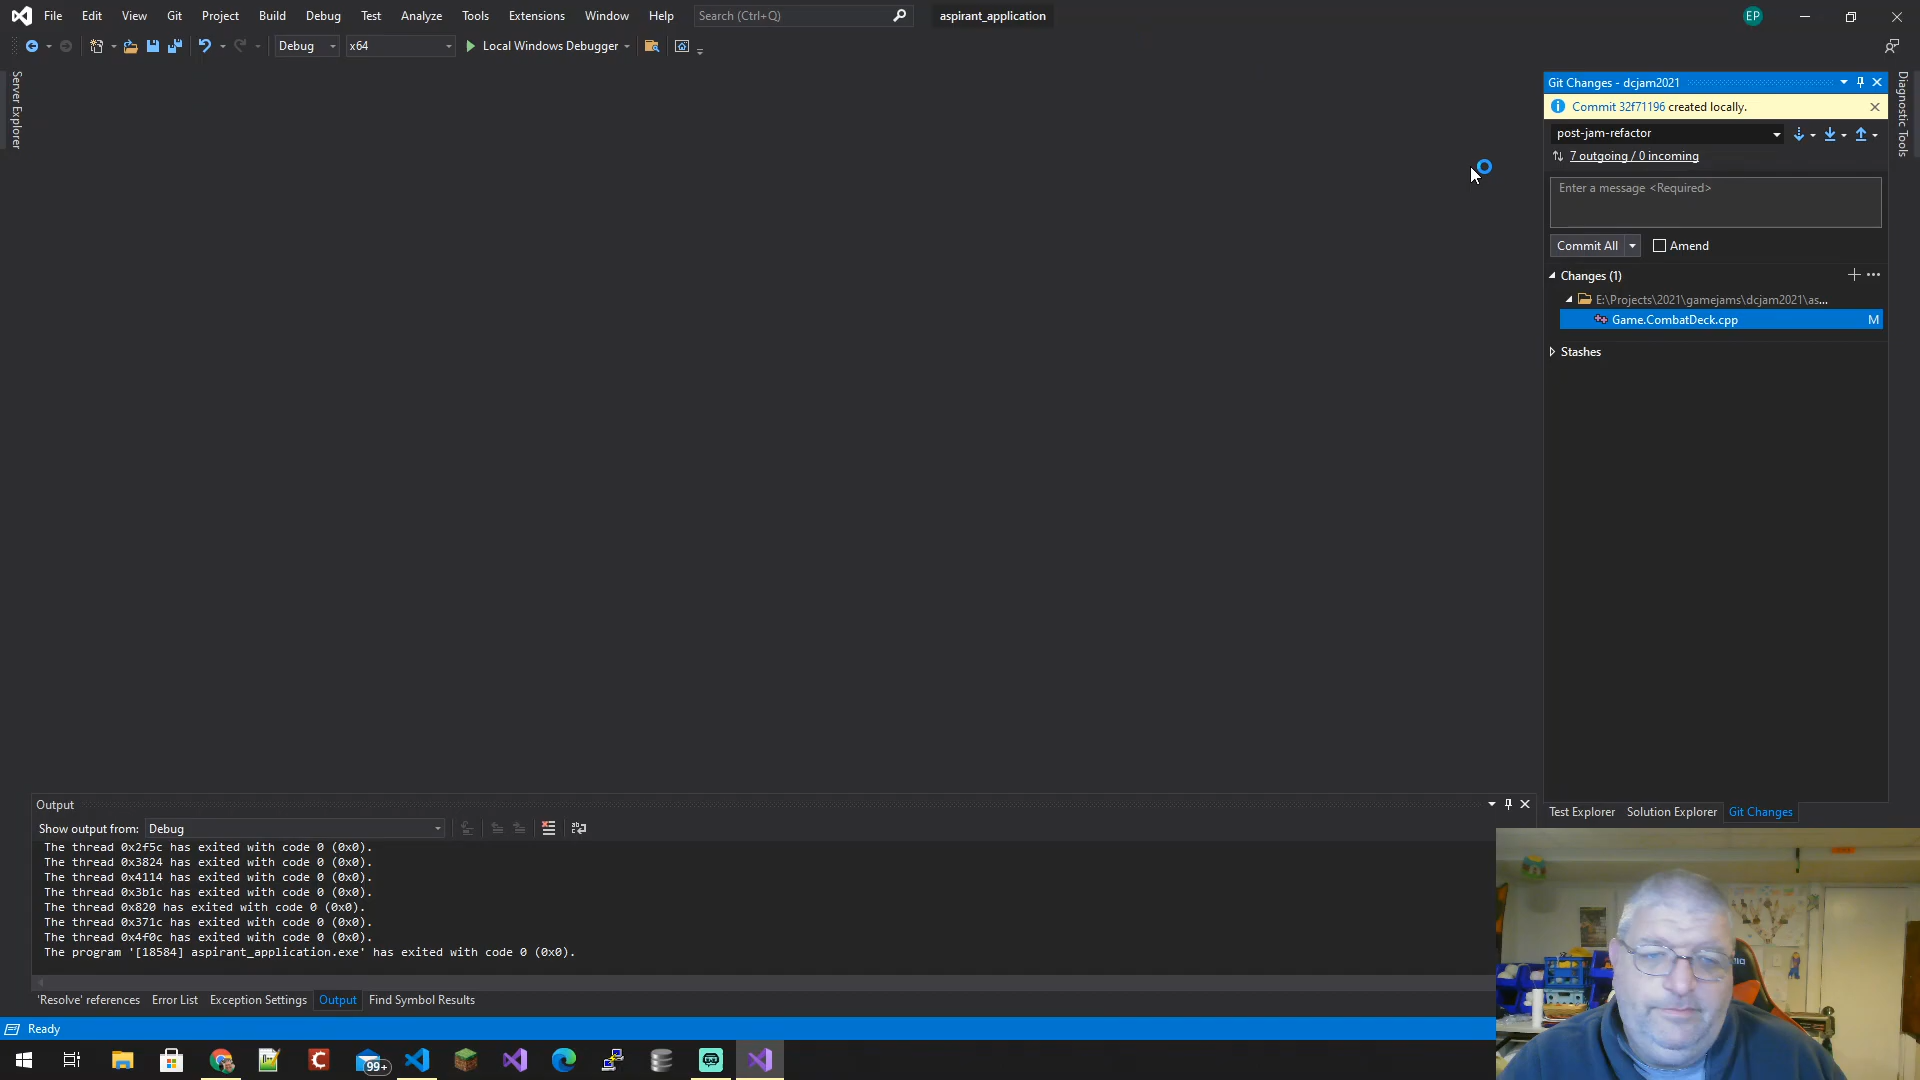 File Edit View Git Project Build Debug Test Analyze Tools Extensions Window Help Search (Ctrl+Q) aspirant_application EP
Debug x64 Local Windows Debugger
Server Explorer
Git Changes - dcjam2021
Diagnostic Tools
Commit 32f71196 created locally.
post-jam-refactor
7 outgoing / 0 incoming
Enter a message <Required>
Commit All Amend
Changes (1)
E:\Projects\2021\gamejams\dcjam2021\as...
Game.CombatDeck.cpp M
Stashes
Output
Test Explorer Solution Explorer Git Changes
Show output from: Debug
The thread 0x2f5c has exited with code 0 (0x0).
The thread 0x3824 has exited with code 0 (0x0).
The thread 0x4114 has exited with code 0 (0x0).
The thread 0x3b1c has exited with code 0 (0x0).
The thread 0x820 has exited with code 0 (0x0).
The thread 0x371c has exited with code 0 (0x0).
The thread 0x4f0c has exited with code 0 (0x0).
The program '[18584] aspirant_application.exe' has exited with code 0 (0x0).
'Resolve' references Error List Exception Settings Output Find Symbol Results
Ready
99+